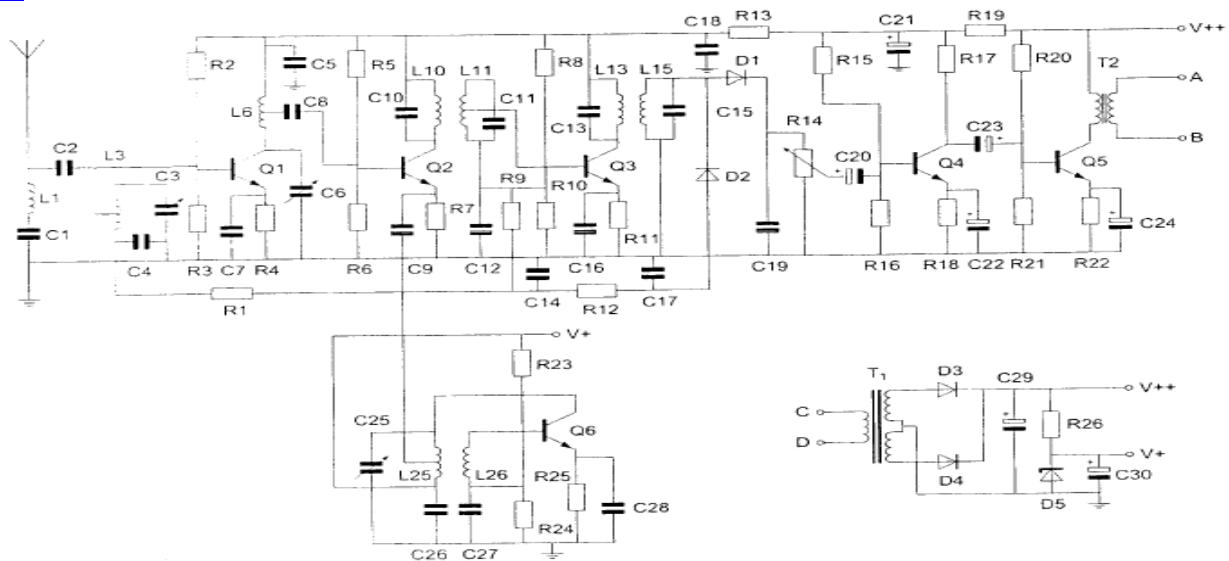 C18 R13 C21 R19
V++
R2 C5 R5 L10 L11 R8 L13 L15 D1 R15 R17 R20 T2
A
L6 C8 C10 C11 C13 C15 R14 C23
B
C2 L3 Q1 Q2 Q3 C20 Q4 Q5
C3 C6 R9 R10 D2
L1 R7 R11
C1 C24
C4 R3 C7 R4 R6 C9 C12 C16 C19 R16 R18 C22 R21 R22
C14 C17
R1 R12
V+
R23
T1 D3 C29
V++
C25 Q6 C
R26
D
L25 L26 R25 D4
V+
C30
R24 C28 D5
C26 C27